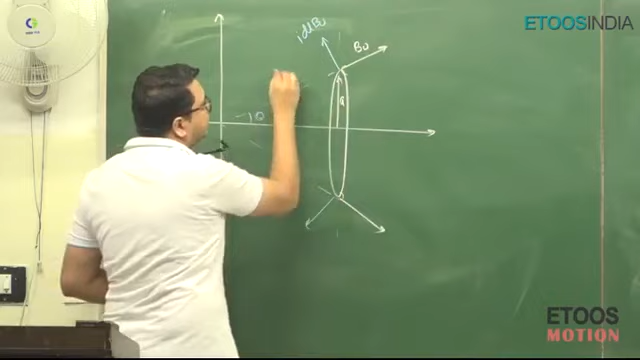 ETOOSINDIA
idlB₀
B₀
a
ETOOS
MOTION